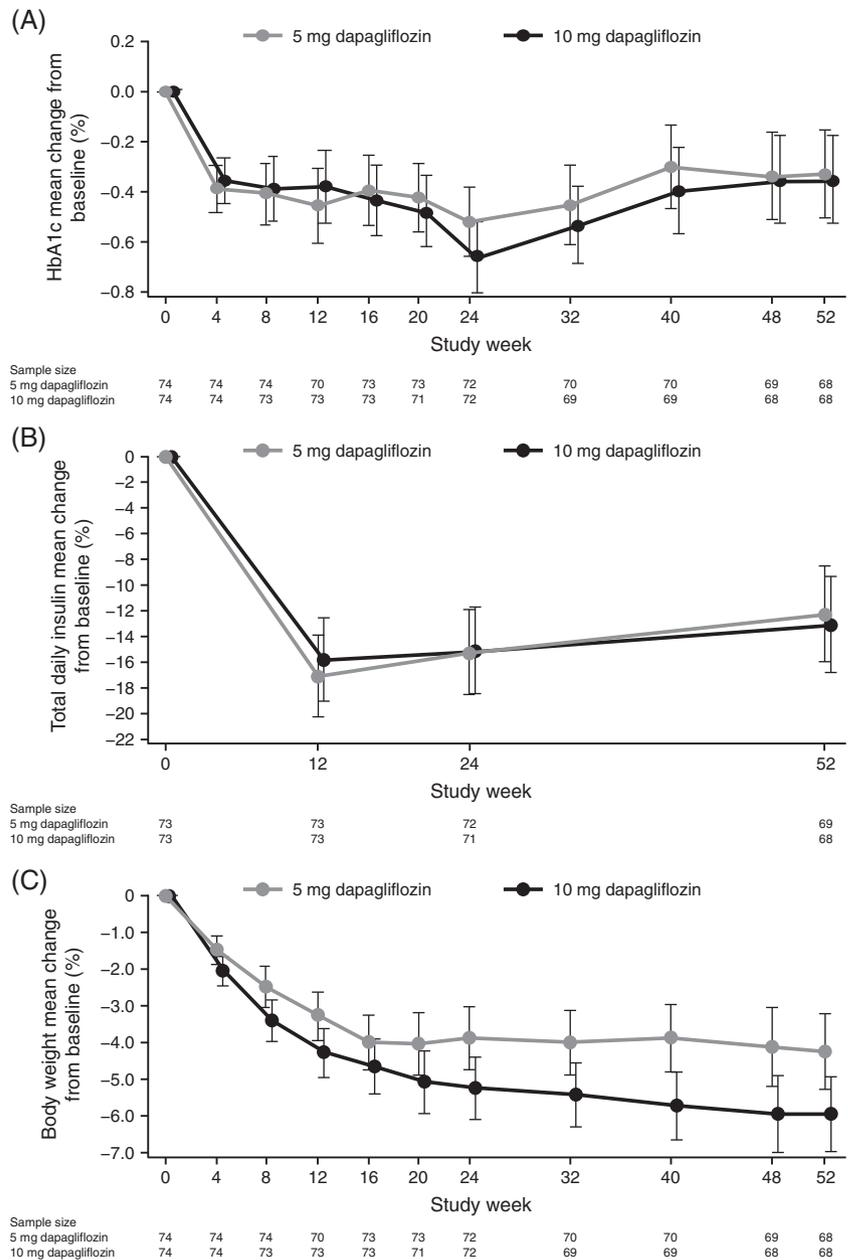 (A)
5 mg dapagliflozin 10 mg dapagliflozin
HbA1c mean change from
baseline (%)
0.2
0.0
−0.2
−0.4
−0.6
−0.8
0 4 8 12 16 20 24 32 40 48 52
Study week
Sample size
5 mg dapagliflozin 74 74 74 70 73 73 72 70 70 69 68
10 mg dapagliflozin 74 74 73 73 73 71 72 69 69 68 68
(B)
5 mg dapagliflozin 10 mg dapagliflozin
Total daily insulin mean change
from baseline (%)
0
−2
−4
−6
−8
−10
−12
−14
−16
−18
−20
−22
0 12 24 52
Study week
Sample size
5 mg dapagliflozin 73 73 72 69
10 mg dapagliflozin 73 73 71 68
(C)
5 mg dapagliflozin 10 mg dapagliflozin
Body weight mean change
from baseline (%)
0
−1.0
−2.0
−3.0
−4.0
−5.0
−6.0
−7.0
0 4 8 12 16 20 24 32 40 48 52
Study week
Sample size
5 mg dapagliflozin 74 74 74 70 73 73 72 70 70 69 68
10 mg dapagliflozin 74 74 73 73 73 71 72 69 69 68 68